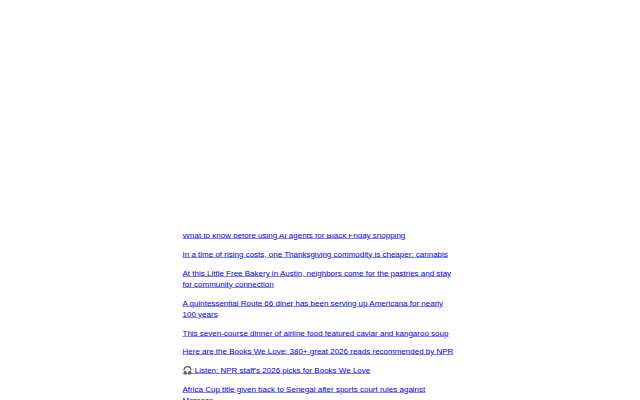 What to know before using AI agents for Black Friday shopping
In a time of rising costs, one Thanksgiving commodity is cheaper: cannabis
At this Little Free Bakery in Austin, neighbors come for the pastries and stay
for community connection
A quintessential Route 66 diner has been serving up Americana for nearly
100 years
This seven-course dinner of airline food featured caviar and kangaroo soup
Here are the Books We Love: 380+ great 2026 reads recommended by NPR
🎧 Listen: NPR staff's 2026 picks for Books We Love
Africa Cup title given back to Senegal after sports court rules against